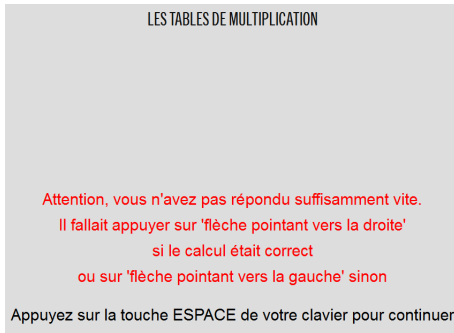 LES TABLES DE MULTIPLICATION
Attention, vous n'avez pas répondu suffisamment vite.
Il fallait appuyer sur 'flèche pointant vers la droite'
si le calcul était correct
ou sur 'flèche pointant vers la gauche' sinon
Appuyez sur la touche ESPACE de votre clavier pour continuer